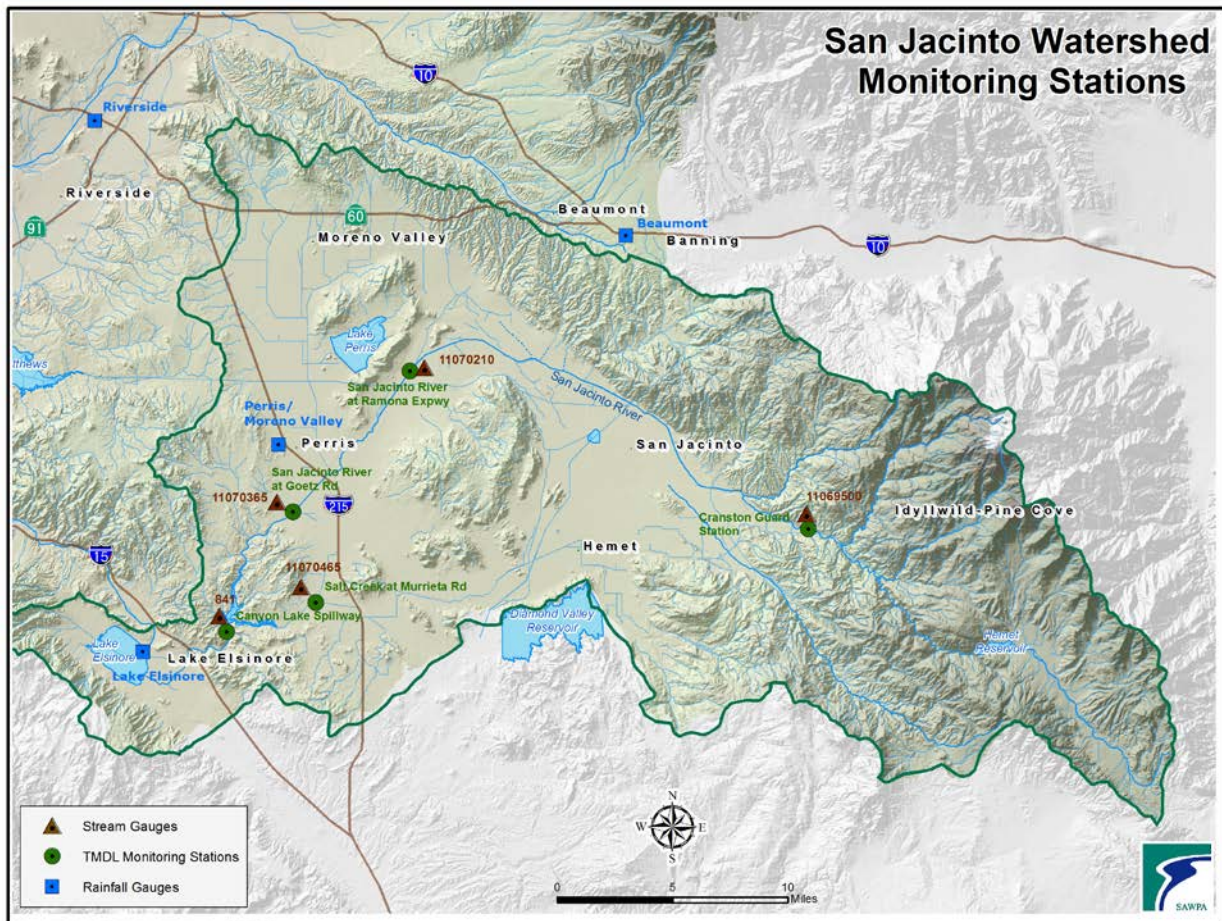 San Jacinto Watershed
Monitoring Stations
10
Riverside
Riverside
91
60
Moreno Valley
Beaumont
Beaumont
Banning
10
Lake
Perris
11070210
San Jacinto River
at Ramona Expwy
San Jacinto River
tthews
Perris/
Moreno Valley
Perris
San Jacinto
San Jacinto River
at Goetz Rd
11070365
215
11069500
Cranston Guard
Station
Idyllwild-Pine Cove
15
Hemet
11070465
Salt Creek at Murrieta Rd
841
Canyon Lake Spillway
Diamond Valley
Reservoir
Hemet
Reservoir
Lake
Elsinore
Lake Elsinore
Lake Elsinore
Stream Gauges
TMDL Monitoring Stations
Rainfall Gauges
N
W
E
S
0
5
10
Miles
SAWPA